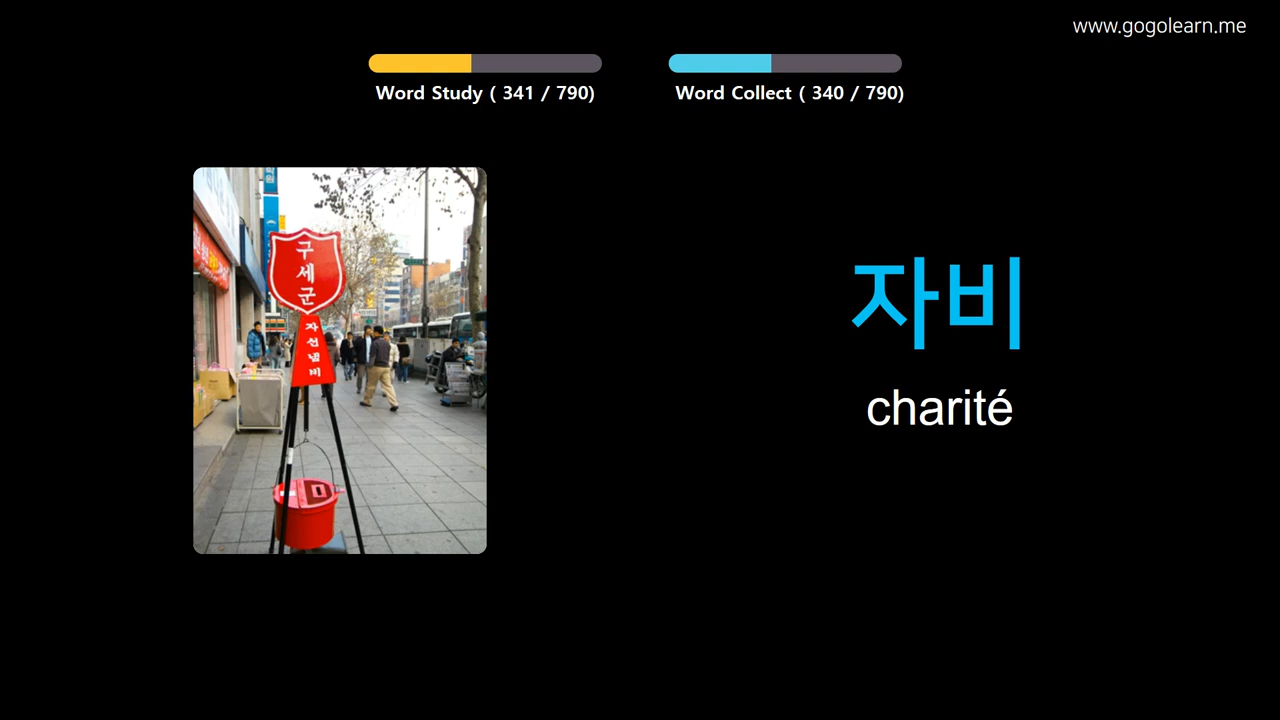 www.gogolearn.me
Word Study ( 341 / 790)
Word Collect ( 340 / 790)
구세군
자선냄비
자비
charité